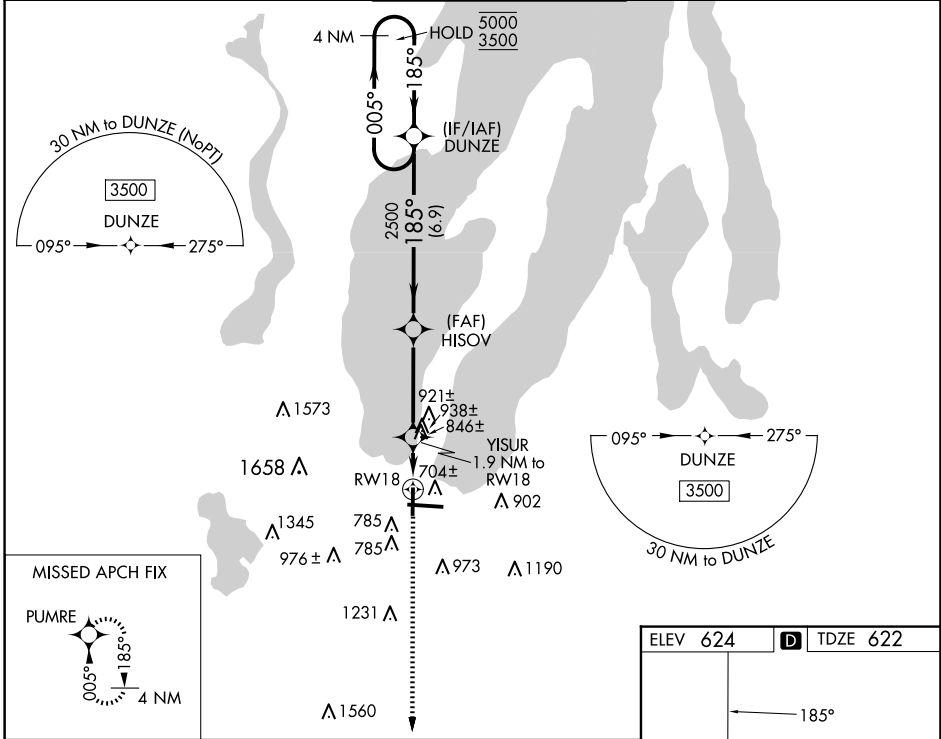 4 NM
HOLD
5000
3500
005°
185°
(IF/IAF)
DUNZE
30 NM to DUNZE (NoPT)
3500
DUNZE
095°
275°
2500
185°
(6.9)
(FAF)
HISOV
921±
938±
846±
1573
YISUR
1.9 NM to
RW18
1658
RW18
704±
902
095°
275°
DUNZE
3500
30 NM to DUNZE
1345
785
976±
785
973
1190
1231
1560
MISSED APCH FIX
PUMRE
005°
185°
4 NM
ELEV 624
D
TDZE 622
185°